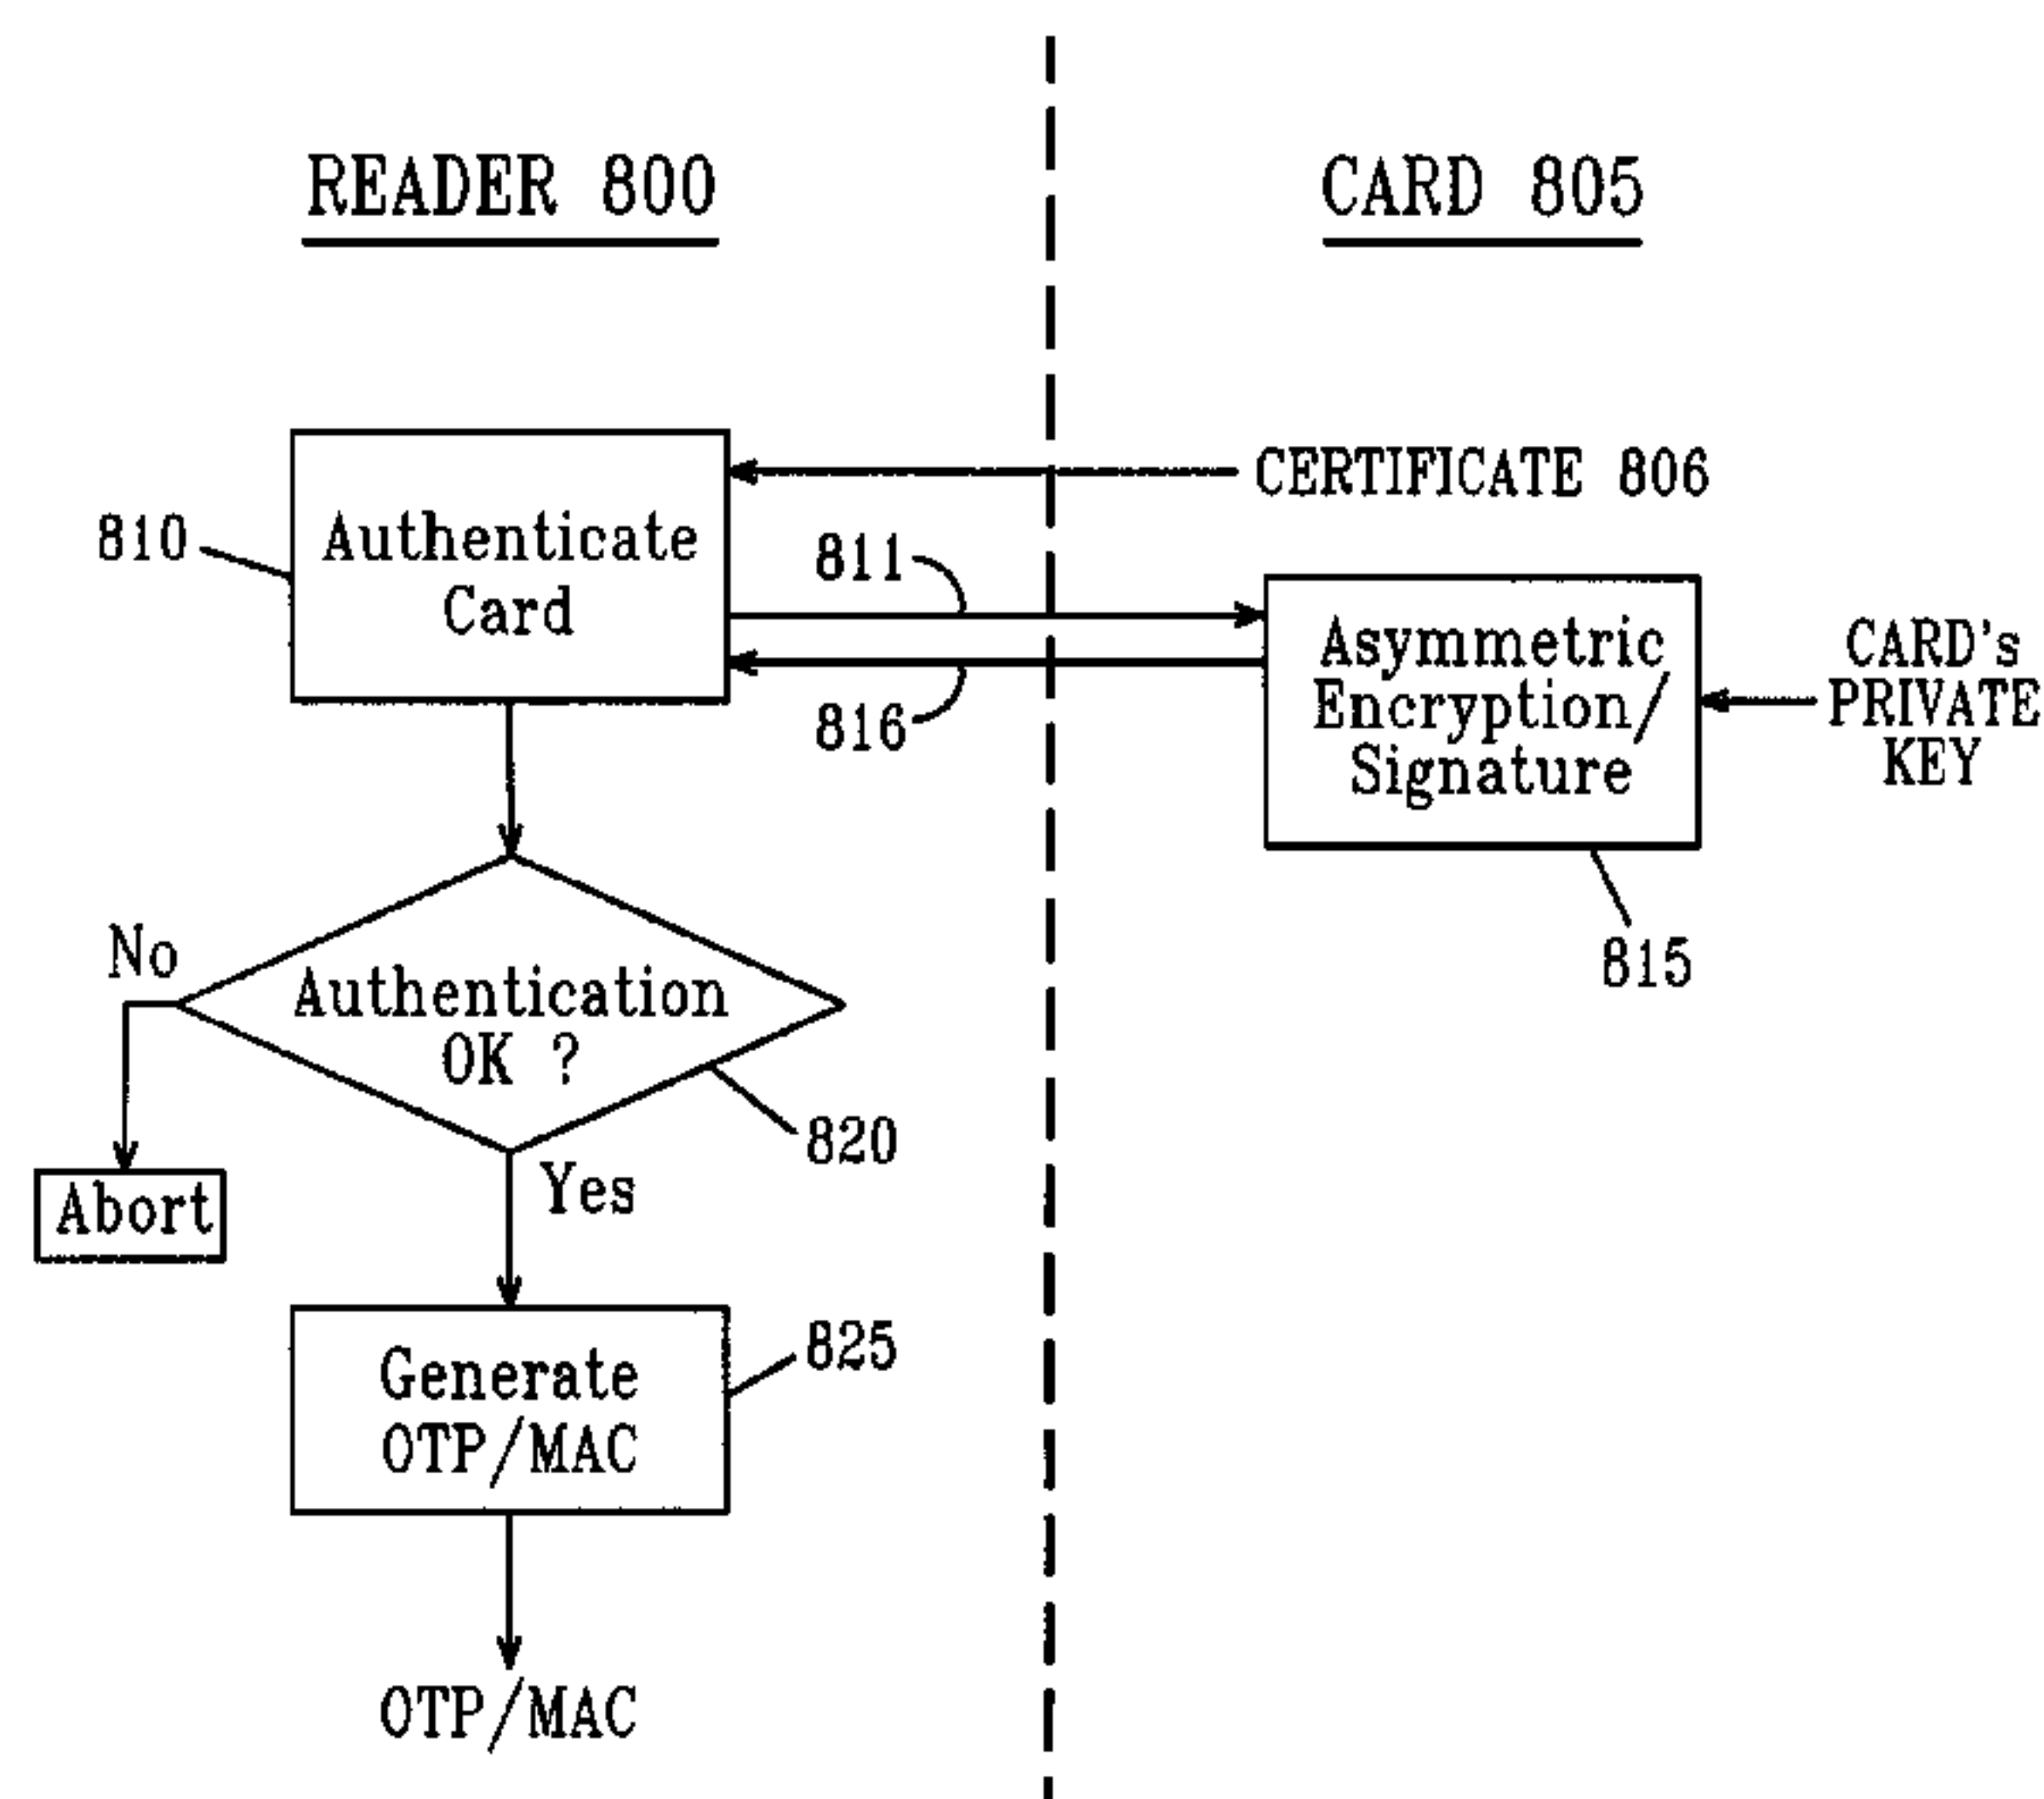 READER 800
CARD 805
CERTIFICATE 806
810
Authenticate
Card
811
816
Asymmetric
Encryption/
Signature
CARD's
PRIVATE
KEY
815
No
Authentication
OK ?
820
Abort
Yes
Generate
OTP/MAC
825
OTP/MAC